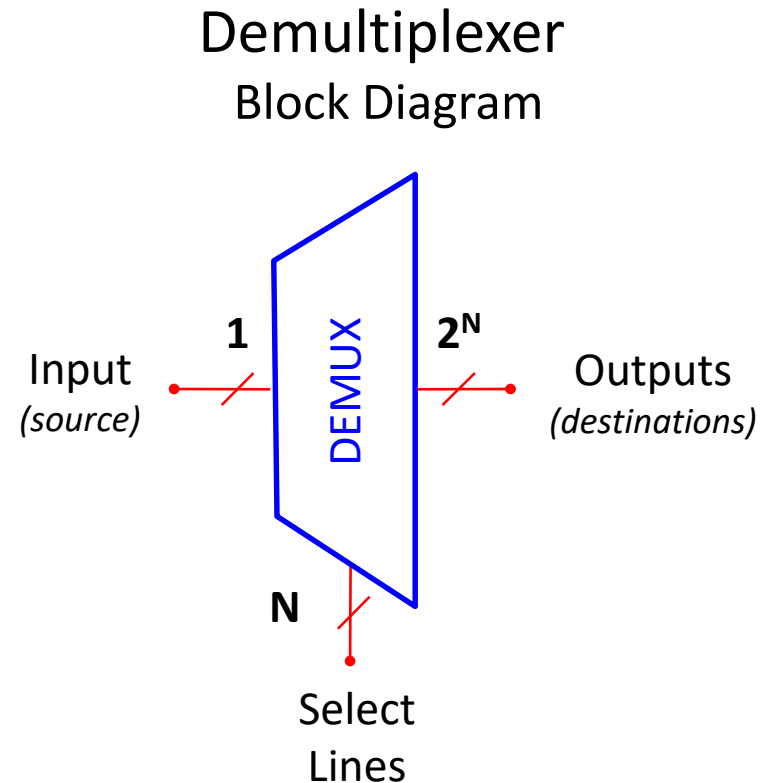 Demultiplexer
Block Diagram
1
DEMUX
2ᴺ
Input
(source)
Outputs
(destinations)
N
Select
Lines